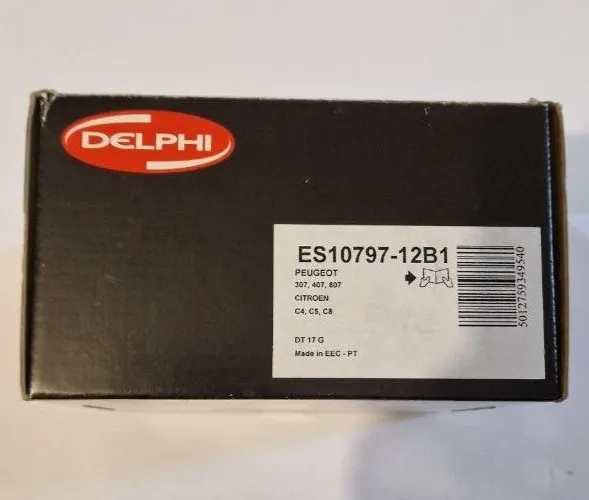 DELPHI
ES10797-12B1
PEUGEOT
307, 407, 807
CITROEN
C4, C5, C8
DT 17 G
Made in EEC - PT
5012759349540